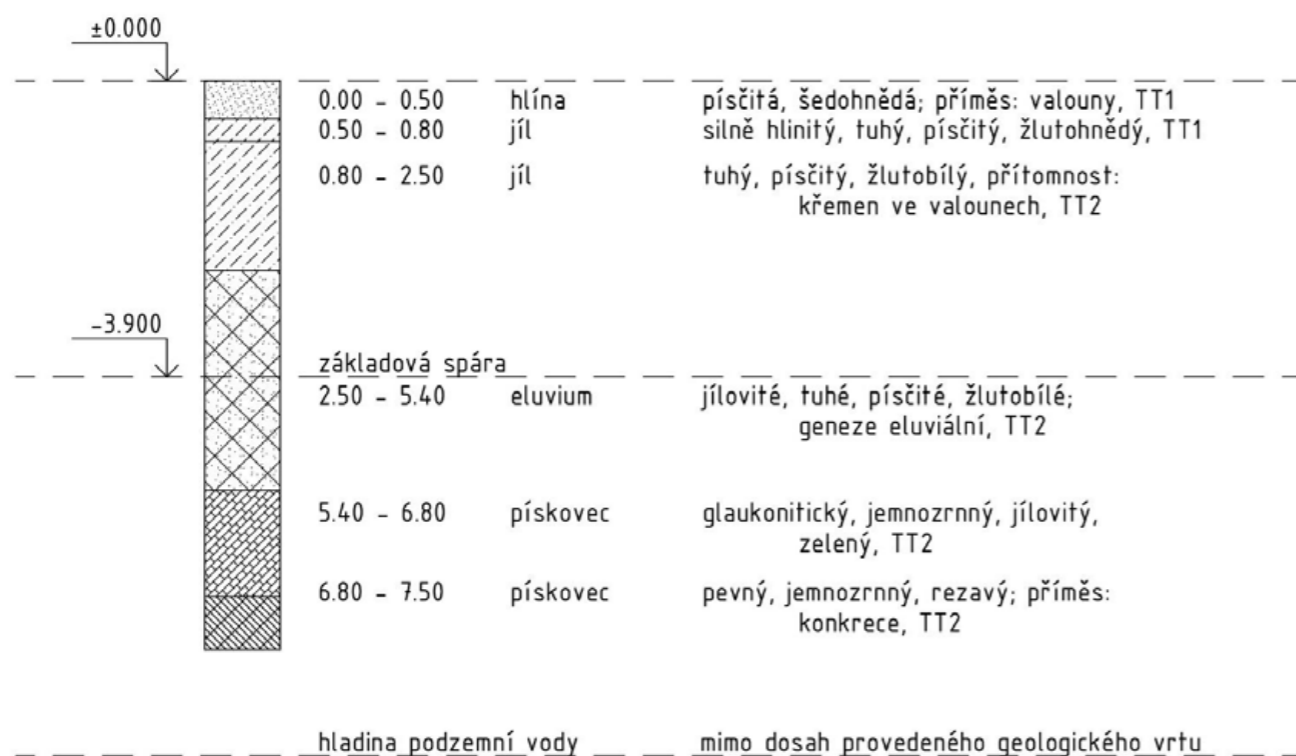 ±0.000
0.00 - 0.50 hlína písčitá, šedohnědá; příměs: valouny, TT1
0.50 - 0.80 jíl silně hlinitý, tuhý, písčitý, žlutohnědý, TT1
0.80 - 2.50 jíl tuhý, písčitý, žlutobílý, přítomnost:
křemen ve valounech, TT2
-3.900
základová spára
2.50 - 5.40 eluvium jílovité, tuhé, písčité, žlutobílé;
geneze eluviální, TT2
5.40 - 6.80 pískovec glaukonitický, jemnozrnný, jílovitý,
zelený, TT2
6.80 - 7.50 pískovec pevný, jemnozrnný, rezavý; příměs:
konkrece, TT2
hladina podzemní vody mimo dosah provedeného geologického vrtu